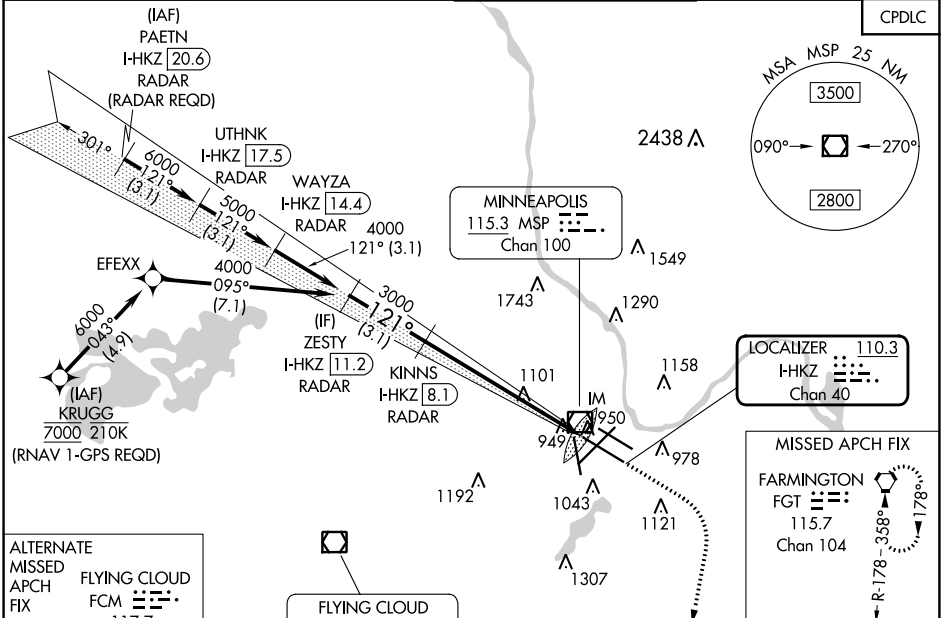 CPDLC
(IAF)
PAETN
I-HKZ 20.6
RADAR
(RADAR REQD)
301°
6000
121°
(3.1)
UTHNK
I-HKZ 17.5
RADAR
5000
121°
(3.1)
WAYZA
I-HKZ 14.4
RADAR
4000
121° (3.1)
MSA MSP 25 NM
3500
090°
270°
2800
2438
MINNEAPOLIS
115.3 MSP
Chan 100
1549
1743
1290
EFEXX
4000
095°
(7.1)
6000
043°
(4.9)
(IAF)
KRUGG
7000 210K
(RNAV 1-GPS REQD)
(IF)
ZESTY
I-HKZ 11.2
RADAR
3000
121°
(3.1)
KINNS
I-HKZ 8.1
RADAR
LOCALIZER 110.3
I-HKZ
Chan 40
1158
1101
IM
950
949
978
1192
1043
1121
1307
MISSED APCH FIX
FARMINGTON
FGT
115.7
Chan 104
R-178
358°
178°
ALTERNATE
MISSED
APCH
FIX
FLYING CLOUD
FCM
FLYING CLOUD